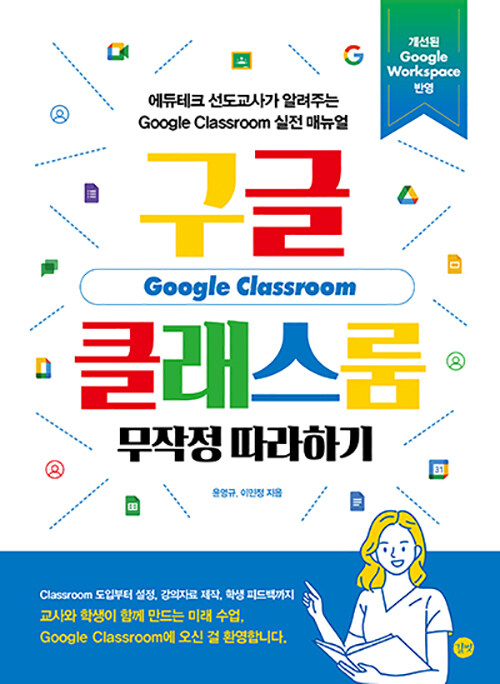 개선된
Google
Workspace
반영
에듀테크 선도교사가 알려주는
Google Classroom 실전 매뉴얼
구글
Google Classroom
클래스룸
무작정 따라하기
윤영규, 이민정 지음
31
Classroom 도입부터 설정, 강의자료 제작, 학생 피드백까지
교사와 학생이 함께 만드는 미래 수업,
Google Classroom에 오신 걸 환영합니다.
길벗